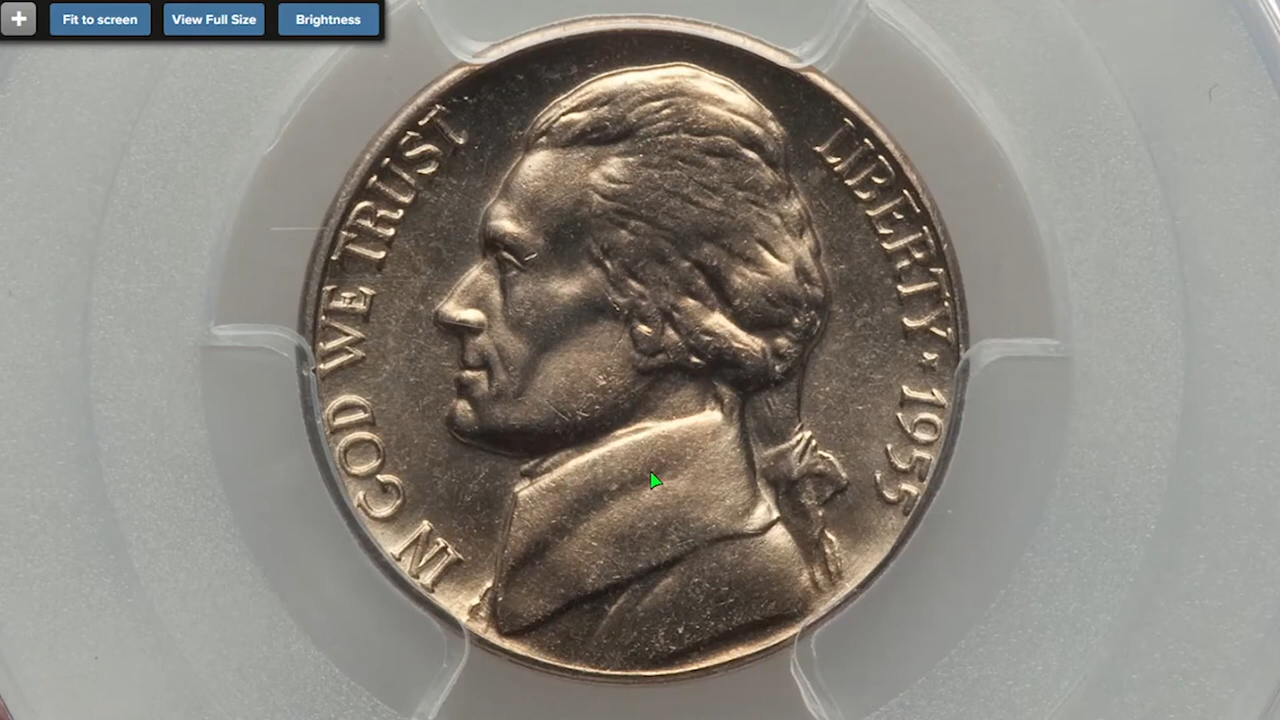 + Fit to screen View Full Size Brightness
IN GOD WE TRUST
LIBERTY ★ 1955